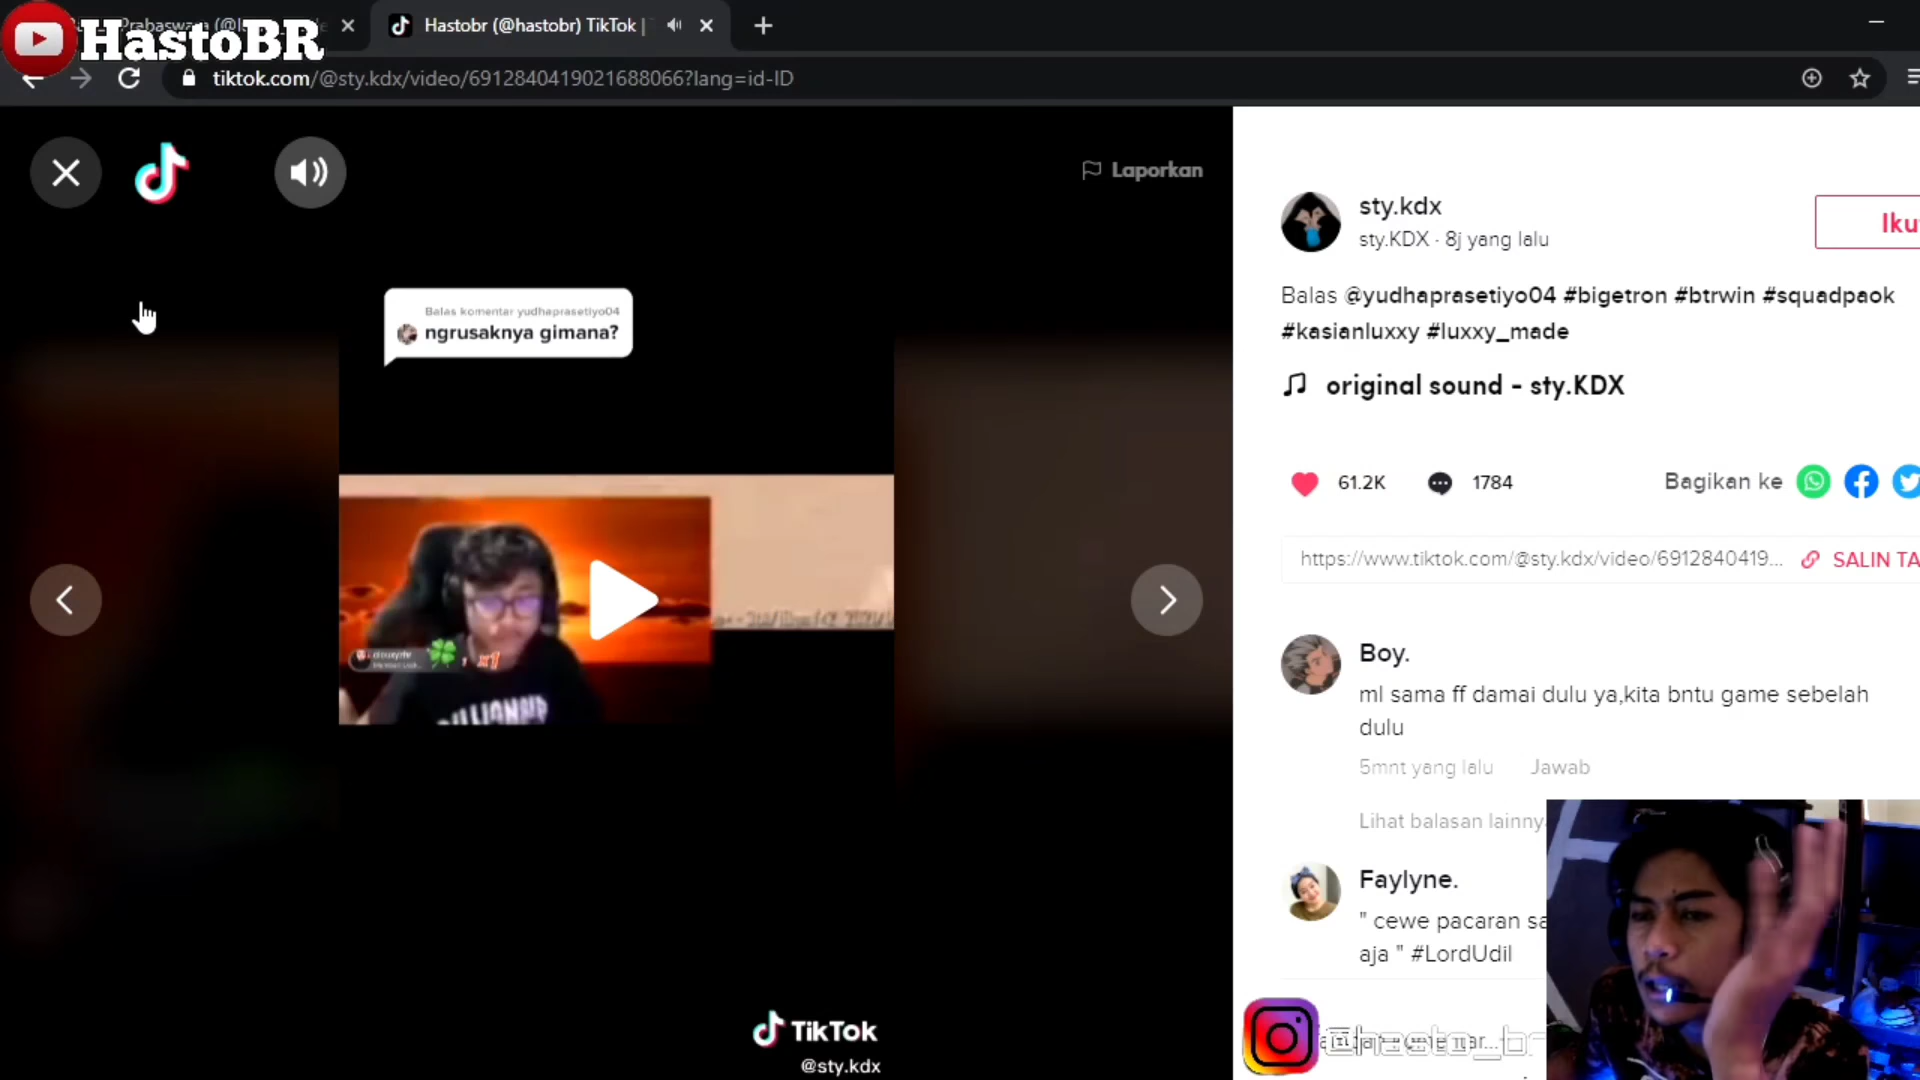 HastoBR
Hastobr (@hastobr) TikTok |
tiktok.com/@sty.kdx/video/6912840419021688066?lang=id-ID
Laporkan
Balas komentar yudhaprasetiyo04
ngrusaknya gimana?
x1
TikTok
@sty.kdx
sty.kdx
sty.KDX · 8j yang lalu
Iku
Balas @yudhaprasetiyo04 #bigetron #btrwin #squadpaok
#kasianluxxy #luxxy_made
original sound - sty.KDX
61.2K
1784
Bagikan ke
https://www.tiktok.com/@sty.kdx/video/6912840419...
SALIN TA
Boy.
ml sama ff damai dulu ya,kita bntu game sebelah
dulu
5mnt yang lalu
Jawab
Lihat balasan lainny
Faylyne.
" cewe pacaran sa
aja " #LordUdil
@hasto_br